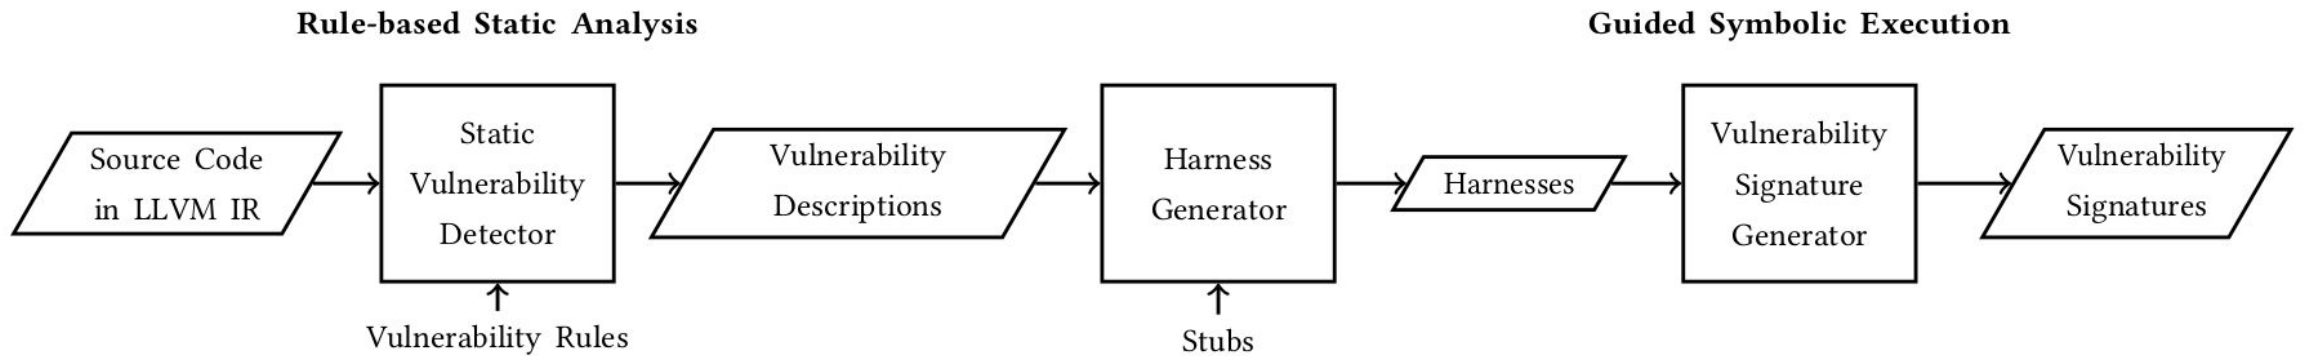 Rule-based Static Analysis
Guided Symbolic Execution
Source Code
in LLVM IR
Static
Vulnerability
Detector
Vulnerability Rules
Vulnerability
Descriptions
Harness
Generator
Stubs
Harnesses
Vulnerability
Signature
Generator
Vulnerability
Signatures